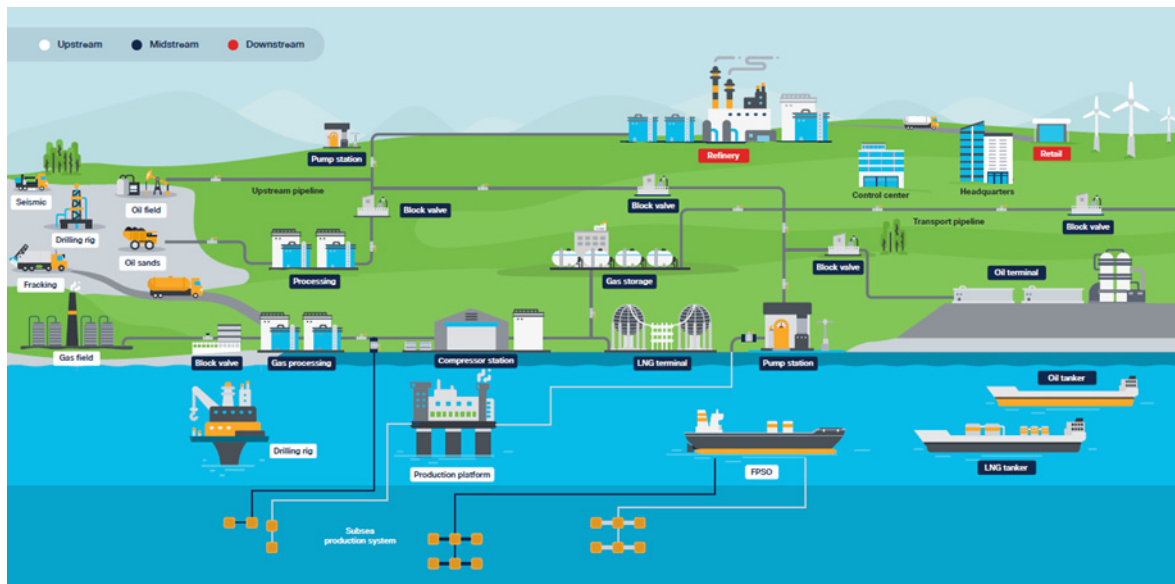 Upstream
Midstream
Downstream
Pump station
Refinery
Retail
Control center
Headquarters
Seismic
Oil field
Upstream pipeline
Block valve
Block valve
Transport pipeline
Block valve
Drilling rig
Oil sands
Processing
Gas storage
Block valve
Oil terminal
Fracking
Gas field
Block valve
Gas processing
Compressor station
LNG terminal
Pump station
Oil tanker
Drilling rig
Production platform
FPSO
LNG tanker
Subsea
production system